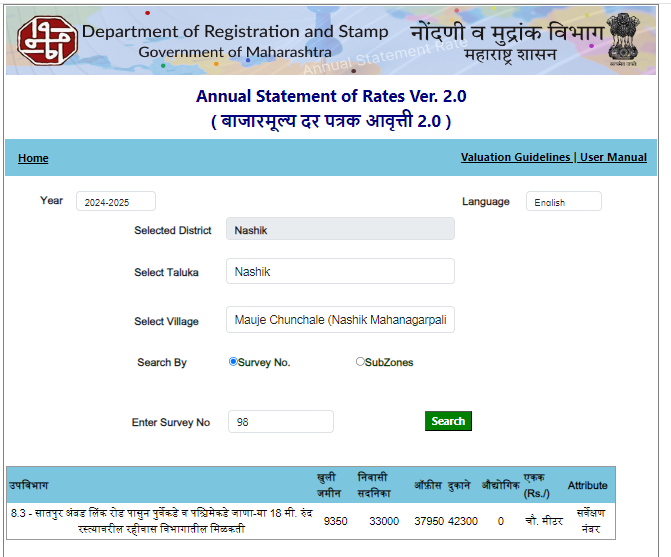 Department of Registration and Stamp
Government of Maharashtra
नोंदणी व मुद्रांक विभाग
महाराष्ट्र शासन
Annual Statement Rate
Annual Statement of Rates Ver. 2.0
( बाजारमूल्य दर पत्रक आवृत्ती 2.0 )
Home
Valuation Guidelines | User Manual
Year 2024-2025
Language English
Selected District Nashik
Select Taluka Nashik
Select Village Mauje Chunchale (Nashik Mahanagarpali
Search By Survey No. SubZones
Enter Survey No 98 Search
उपविभाग खुली जमीन निवासी सदनिका ऑफ़ीस दुकाने औद्योगिक एकक (Rs./) Attribute
8.3 - सातपुर अंबड लिंक रोड पासुन पुर्वेकडे व पश्चिमेकडे जाणा-या 18 मी. रुंद
रस्त्यावरील रहीवास विभागातील मिळकती
9350 33000 37950 42300 0 चौ. मीटर सर्वेक्षण नंबर